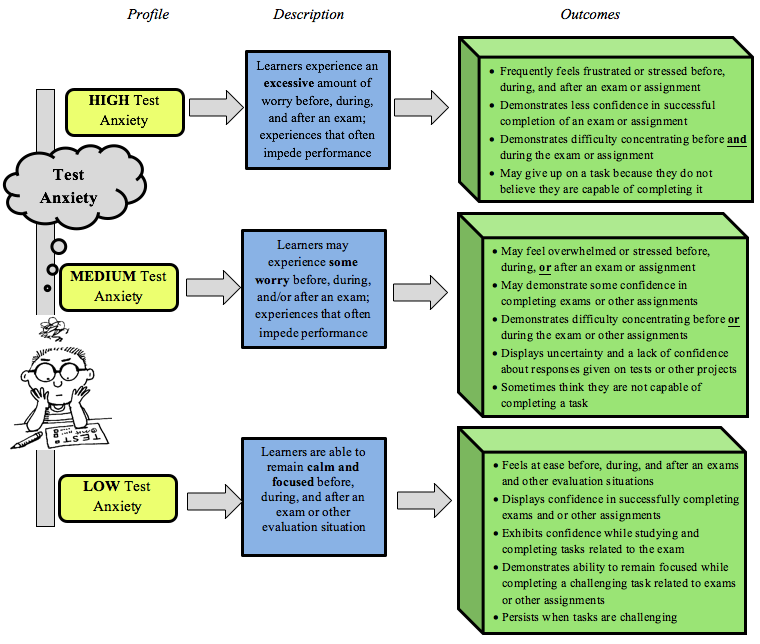 Profile
Description
Outcomes
Test
Anxiety
HIGH Test
Anxiety
Learners experience an
excessive amount of
worry before, during,
and after an exam;
experiences that often
impede performance
• Frequently feels frustrated or stressed before,
during, and after an exam or assignment
• Demonstrates less confidence in successful
completion of an exam or assignment
• Demonstrates difficulty concentrating before and
during the exam or assignment
• May give up on a task because they do not
believe they are capable of completing it
MEDIUM Test
Anxiety
Learners may
experience some
worry before, during,
and/or after an exam;
experiences that often
impede performance
• May feel overwhelmed or stressed before,
during, or after an exam or assignment
• May demonstrate some confidence in
completing exams or other assignments
• Demonstrates difficulty concentrating before or
during the exam or other assignments
• Displays uncertainty and a lack of confidence
about responses given on tests or other projects
• Sometimes think they are not capable of
completing a task
TEST
LOW Test
Anxiety
Learners are able to
remain calm and
focused before,
during, and after an
exam or other
evaluation situation
• Feels at ease before, during, and after an exams
and other evaluation situations
• Displays confidence in successfully completing
exams and or other assignments
• Exhibits confidence while studying and
completing tasks related to the exam
• Demonstrates ability to remain focused while
completing a challenging task related to exams
or other assignments
• Persists when tasks are challenging